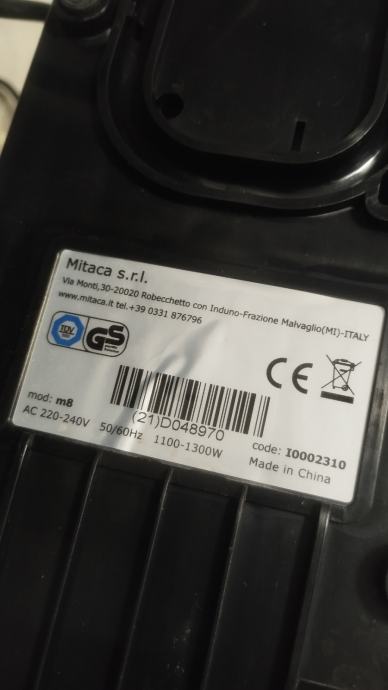 Mitaca s.r.l.
Via Monti,30-20020 Robecchetto con Induno-Frazione Malvaglio(MI)-ITALY
www.mitaca.it tel.+39 0331 876796
GS
CE
(21)D048970
mod: m8
code: I0002310
AC 220-240V 50/60Hz 1100-1300W
Made in China